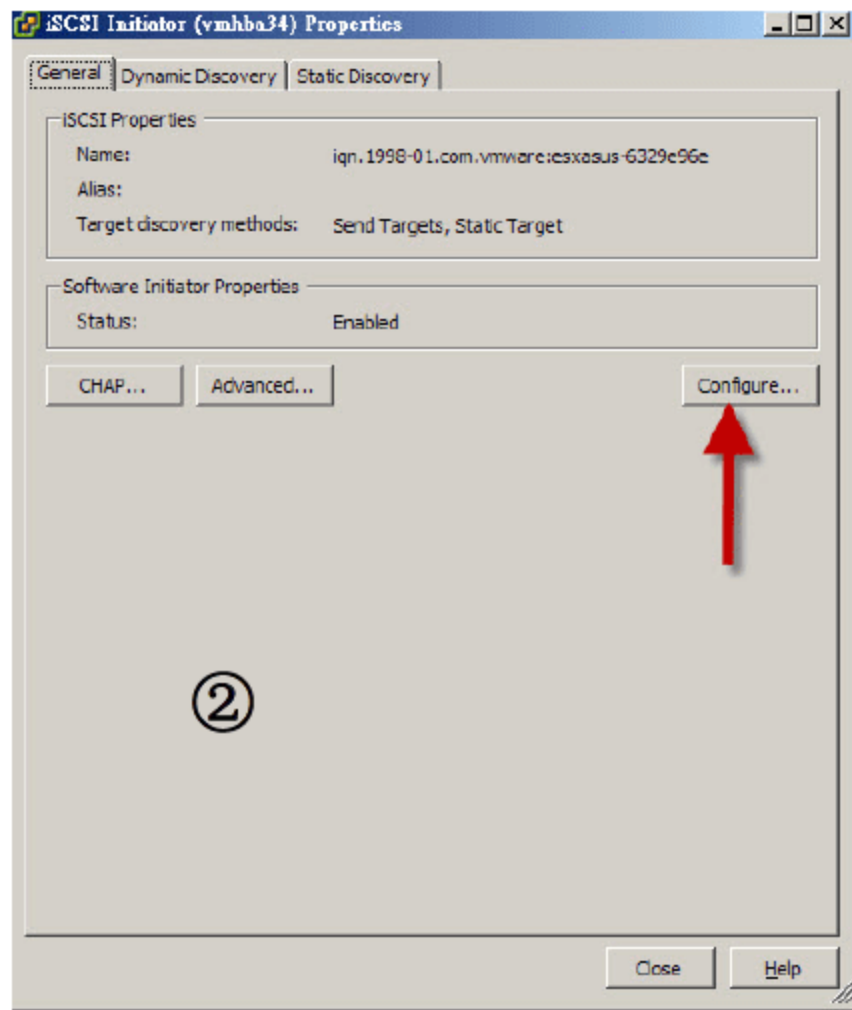 iSCSI Initiator (vmhba34) Properties
General Dynamic Discovery Static Discovery
iSCSI Properties
Name: iqn.1998-01.com.vmware:esxasus-6329e96e
Alias:
Target discovery methods: Send Targets, Static Target
Software Initiator Properties
Status: Enabled
CHAP... Advanced... Configure...
②
Close Help